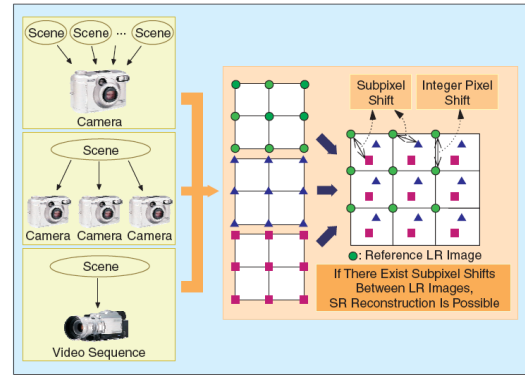 Scene Scene ... Scene
Camera
Scene
Camera Camera Camera
Scene
Video Sequence
Subpixel
Shift
Integer Pixel
Shift
: Reference LR Image
If There Exist Subpixel Shifts
Between LR Images,
SR Reconstruction Is Possible